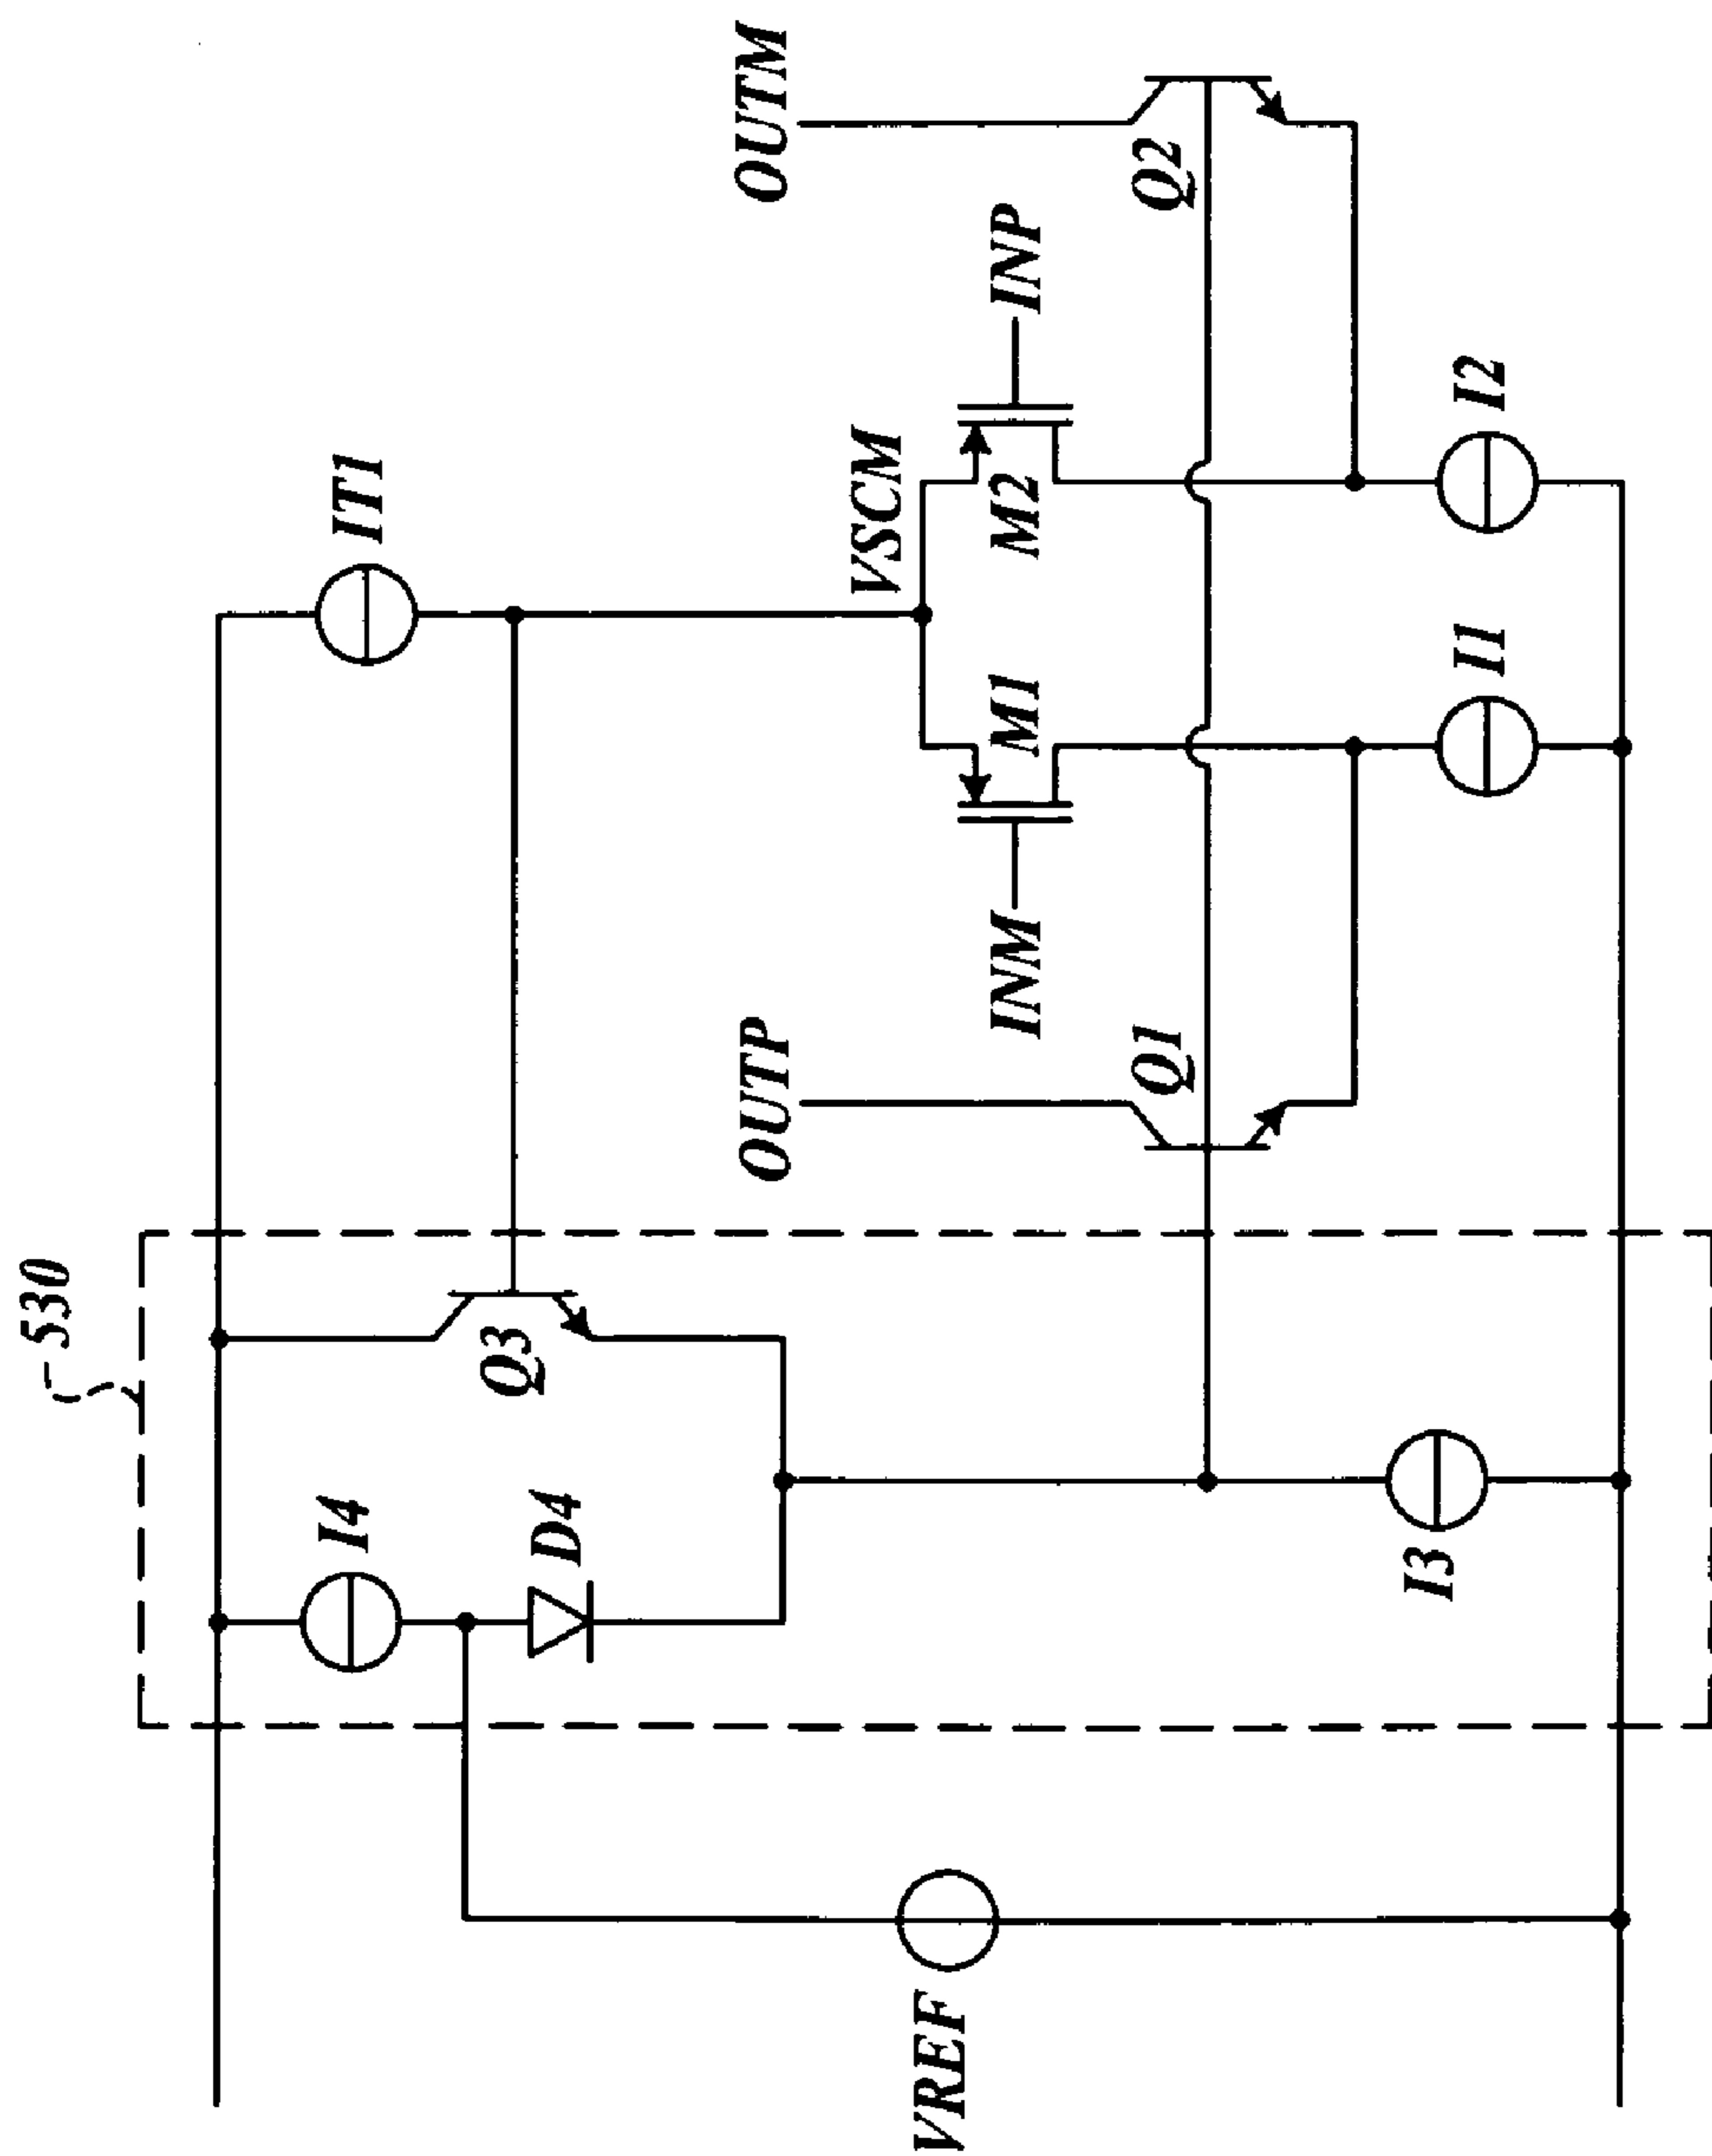 530
I4
D4
Q3
IT1
VSCM
OUTP
OUTM
INM
M1
M2
INP
Q1
Q2
VREF
I3
I1
I2